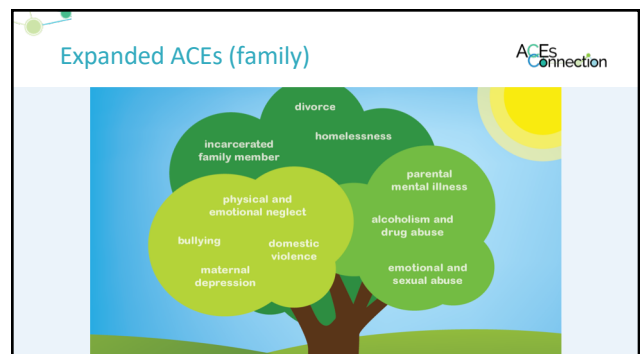 Expanded ACEs (family)
ACEs
Connection
divorce
homelessness
incarcerated
family member
parental
mental illness
physical and
emotional neglect
alcoholism and
drug abuse
bullying
domestic
violence
maternal
depression
emotional and
sexual abuse